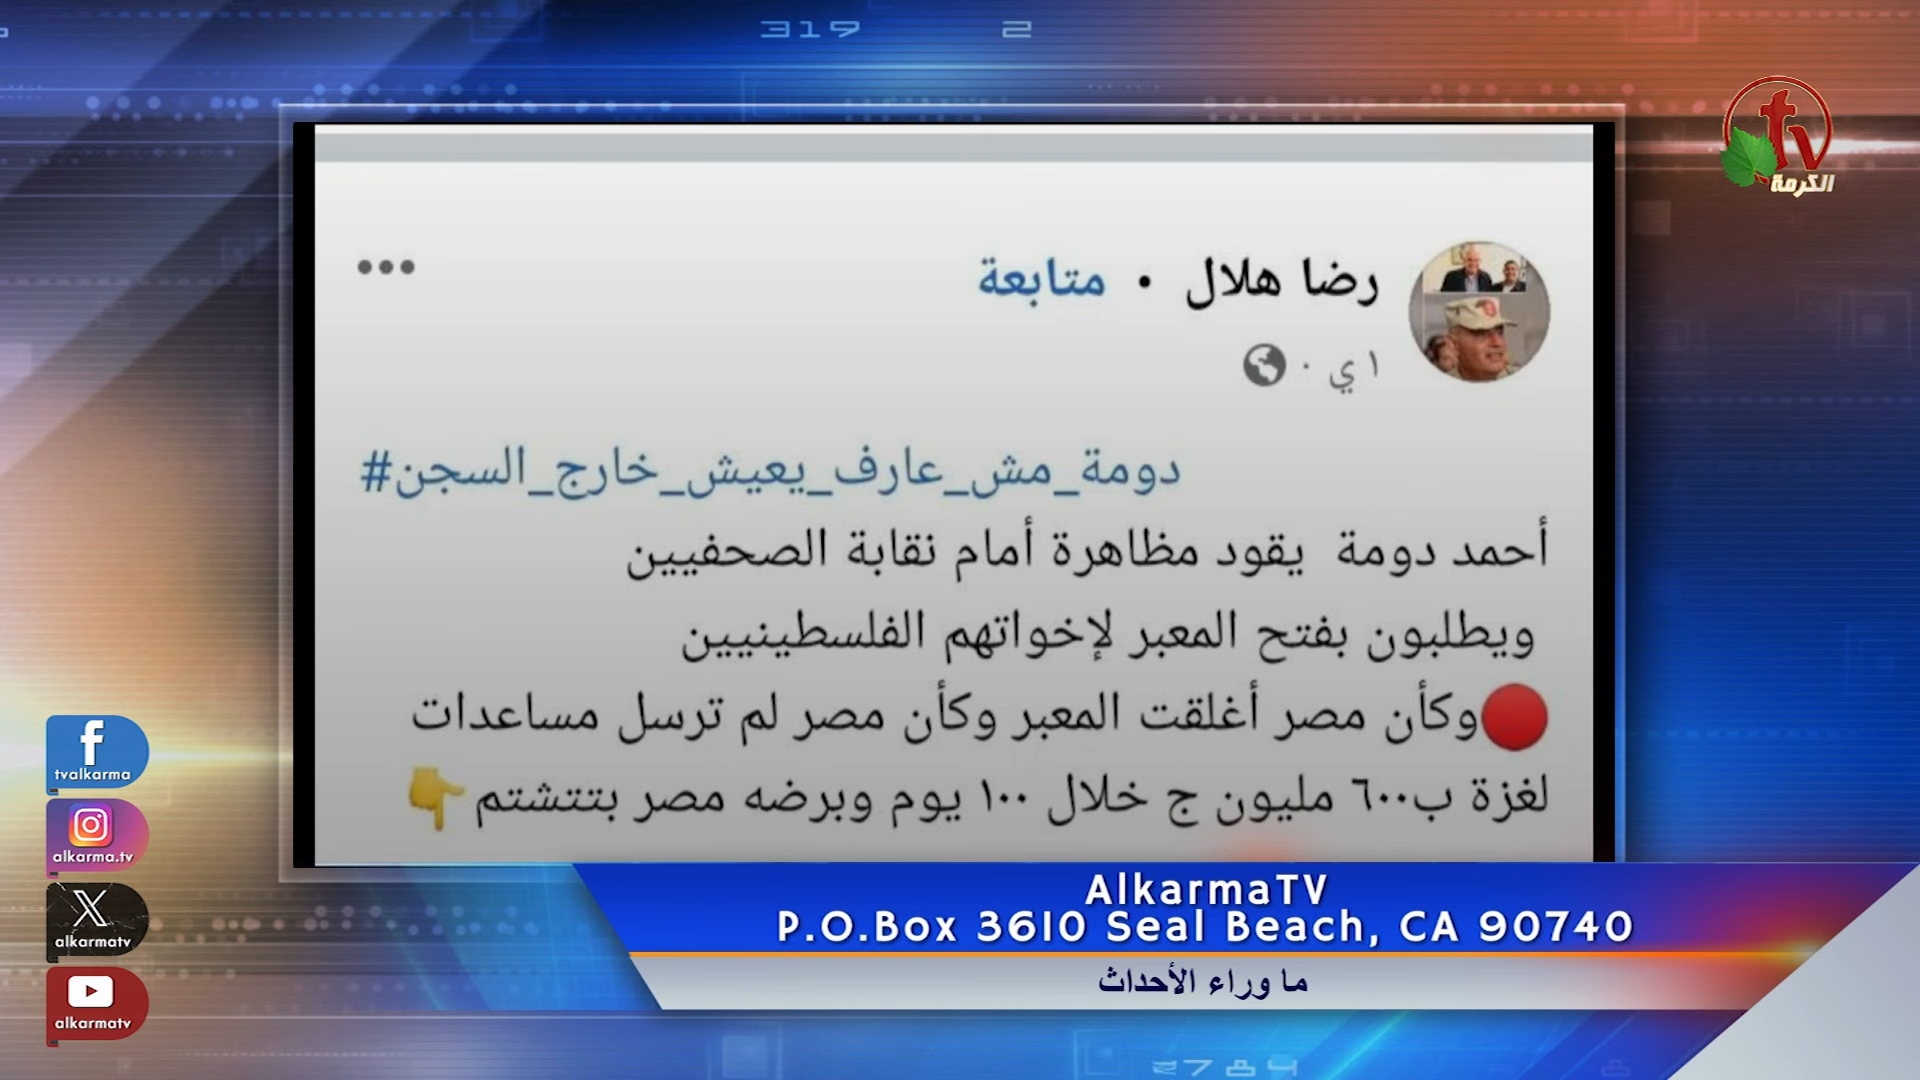 319 2
tv
الكرمة
رضا هلال • متابعة
١ ي ·
#دومة_مش_عارف_يعيش_خارج_السجن
أحمد دومة يقود مظاهرة أمام نقابة الصحفيين
ويطلبون بفتح المعبر لإخواتهم الفلسطينيين
🔴وكأن مصر أغلقت المعبر وكأن مصر لم ترسل مساعدات
لغزة ب٦٠٠ مليون ج خلال ١٠٠ يوم وبرضه مصر بتتشتم👇
tvalkarma
alkarma.tv
alkarmatv
alkarmatv
AlkarmaTV
P.O.Box 3610 Seal Beach, CA 90740
ما وراء الأحداث